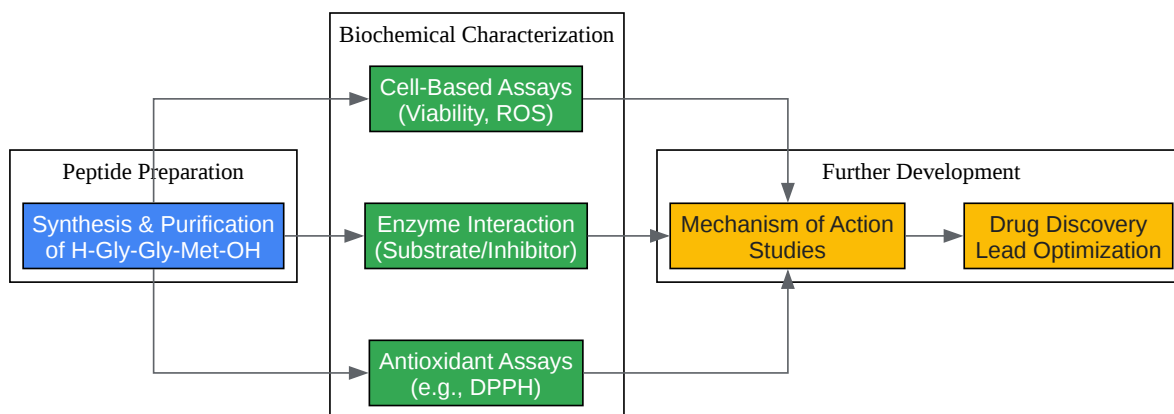 Biochemical Characterization
Cell-Based Assays
(Viability, ROS)
Peptide Preparation
Synthesis & Purification
of H-Gly-Gly-Met-OH
Enzyme Interaction
(Substrate/Inhibitor)
Antioxidant Assays
(e.g., DPPH)
Further Development
Mechanism of Action
Studies
Drug Discovery
Lead Optimization